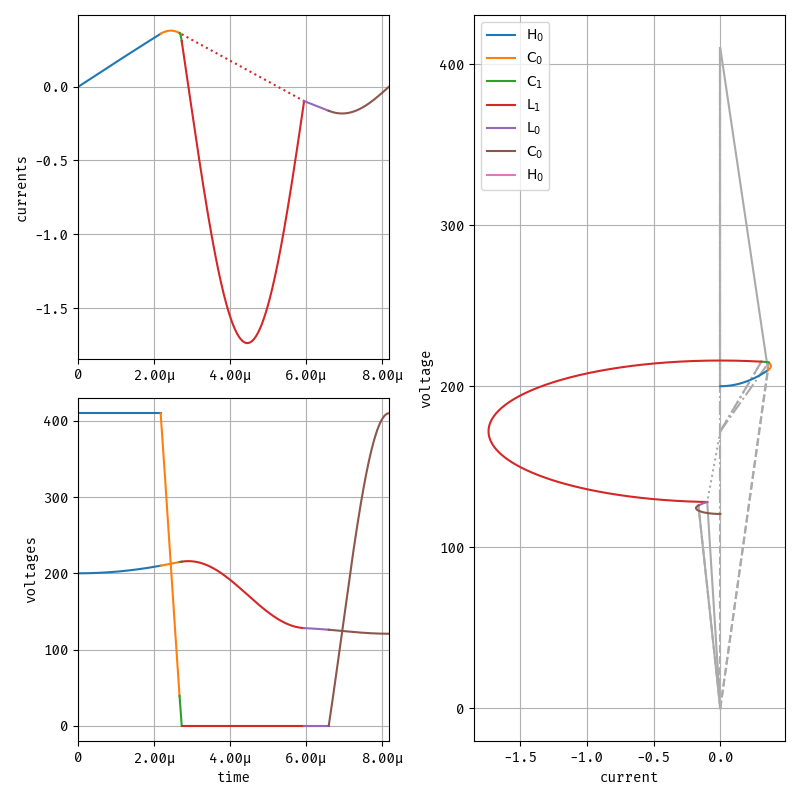 0.0
-0.5
-1.0
-1.5
currents
0 2.00μ 4.00μ 6.00μ 8.00μ
400
300
200
100
0
voltages
0 2.00μ 4.00μ 6.00μ 8.00μ
time
H₀
C₀
C₁
L₁
L₀
C₀
H₀
400
300
200
100
0
voltage
-1.5 -1.0 -0.5 0.0
current